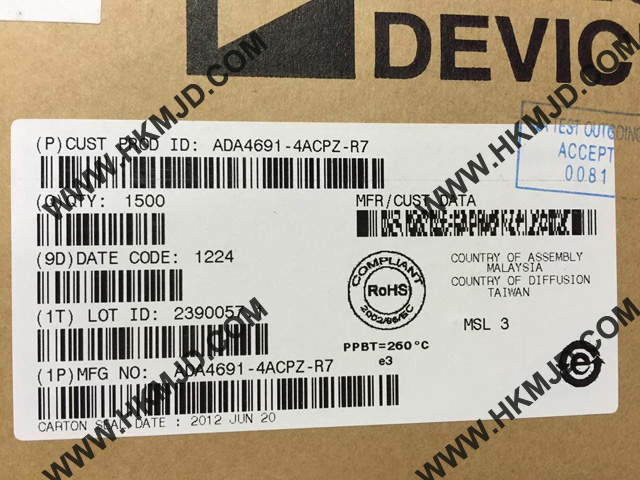 DEVIC
(P)CUST PROD ID: ADA4691-4ACPZ-R7
(Q)QTY: 1500
MFR/CUST DATA
(9D)DATE CODE: 1224
(1T) LOT ID: 2390057
(1P)MFG NO: ADA4691-4ACPZ-R7
CARTON SEAL DATE : 2012 JUN 20
COMPLIANT
RoHS
2002/95/EC
PPBT=260°C
e3
COUNTRY OF ASSEMBLY
MALAYSIA
COUNTRY OF DIFFUSION
TAIWAN
MSL 3
TEST OUTGOING
ACCEPT
0081
WWW.HKMJD.COM
WWW.HKMJD.COM
WWW.HKMJD.COM
WWW.HKMJD.COM